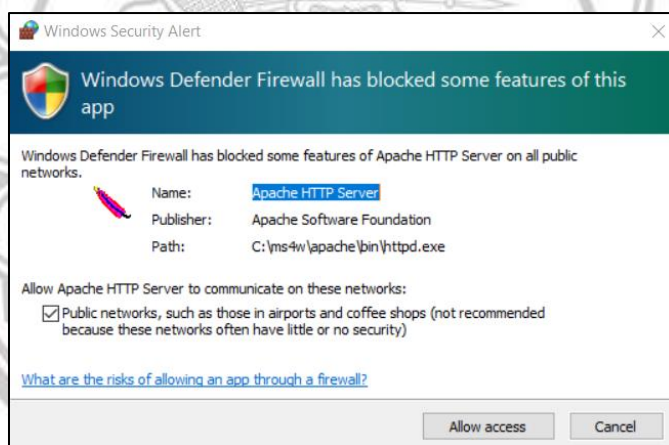 Windows Security Alert
Windows Defender Firewall has blocked some features of this
app
Windows Defender Firewall has blocked some features of Apache HTTP Server on all public
networks.
Name: Apache HTTP Server
Publisher: Apache Software Foundation
Path: C:\ms4w\apache\bin\httpd.exe
Allow Apache HTTP Server to communicate on these networks:
Public networks, such as those in airports and coffee shops (not recommended
because these networks often have little or no security)
What are the risks of allowing an app through a firewall?
Allow access Cancel